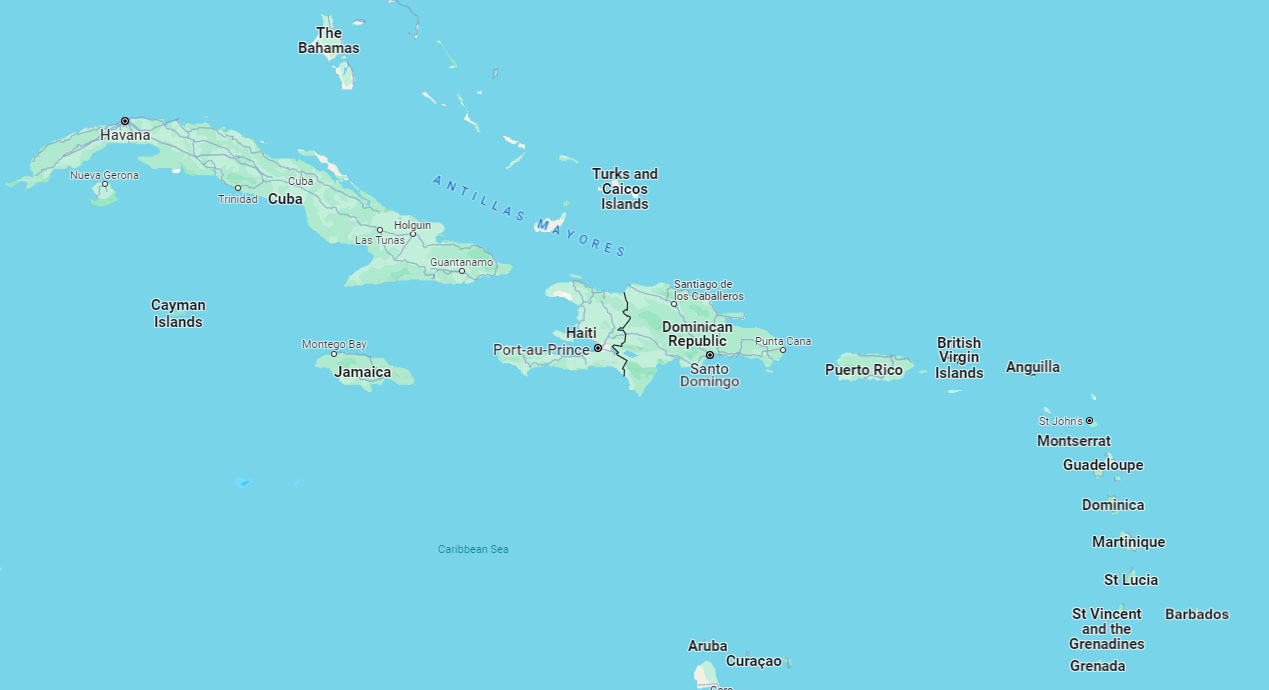 The
Bahamas
Havana
Nueva Gerona
Trinidad
Cuba
Cuba
Las Tunas
Holguin
Guantanamo
ANTILLAS MAYORES
Turks and
Caicos
Islands
Cayman
Islands
Montego Bay
Jamaica
Haiti
Port-au-Prince
Santiago de
los Caballeros
Dominican
Republic
Punta Cana
Santo
Domingo
Puerto Rico
British
Virgin
Islands
Anguilla
St John's
Montserrat
Guadeloupe
Dominica
Martinique
St Lucia
St Vincent
and the
Grenadines
Barbados
Grenada
Caribbean Sea
Aruba
Curaçao